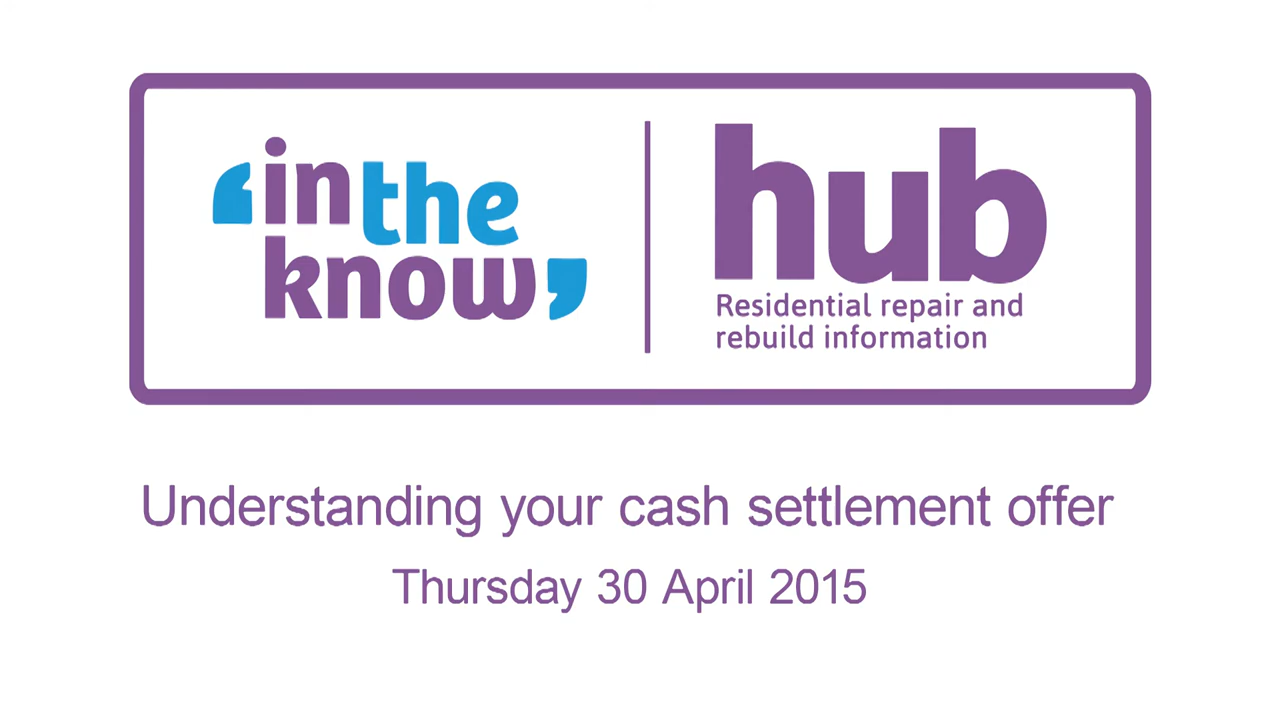 ‘in the
know’
hub
Residential repair and
rebuild information
Understanding your cash settlement offer
Thursday 30 April 2015